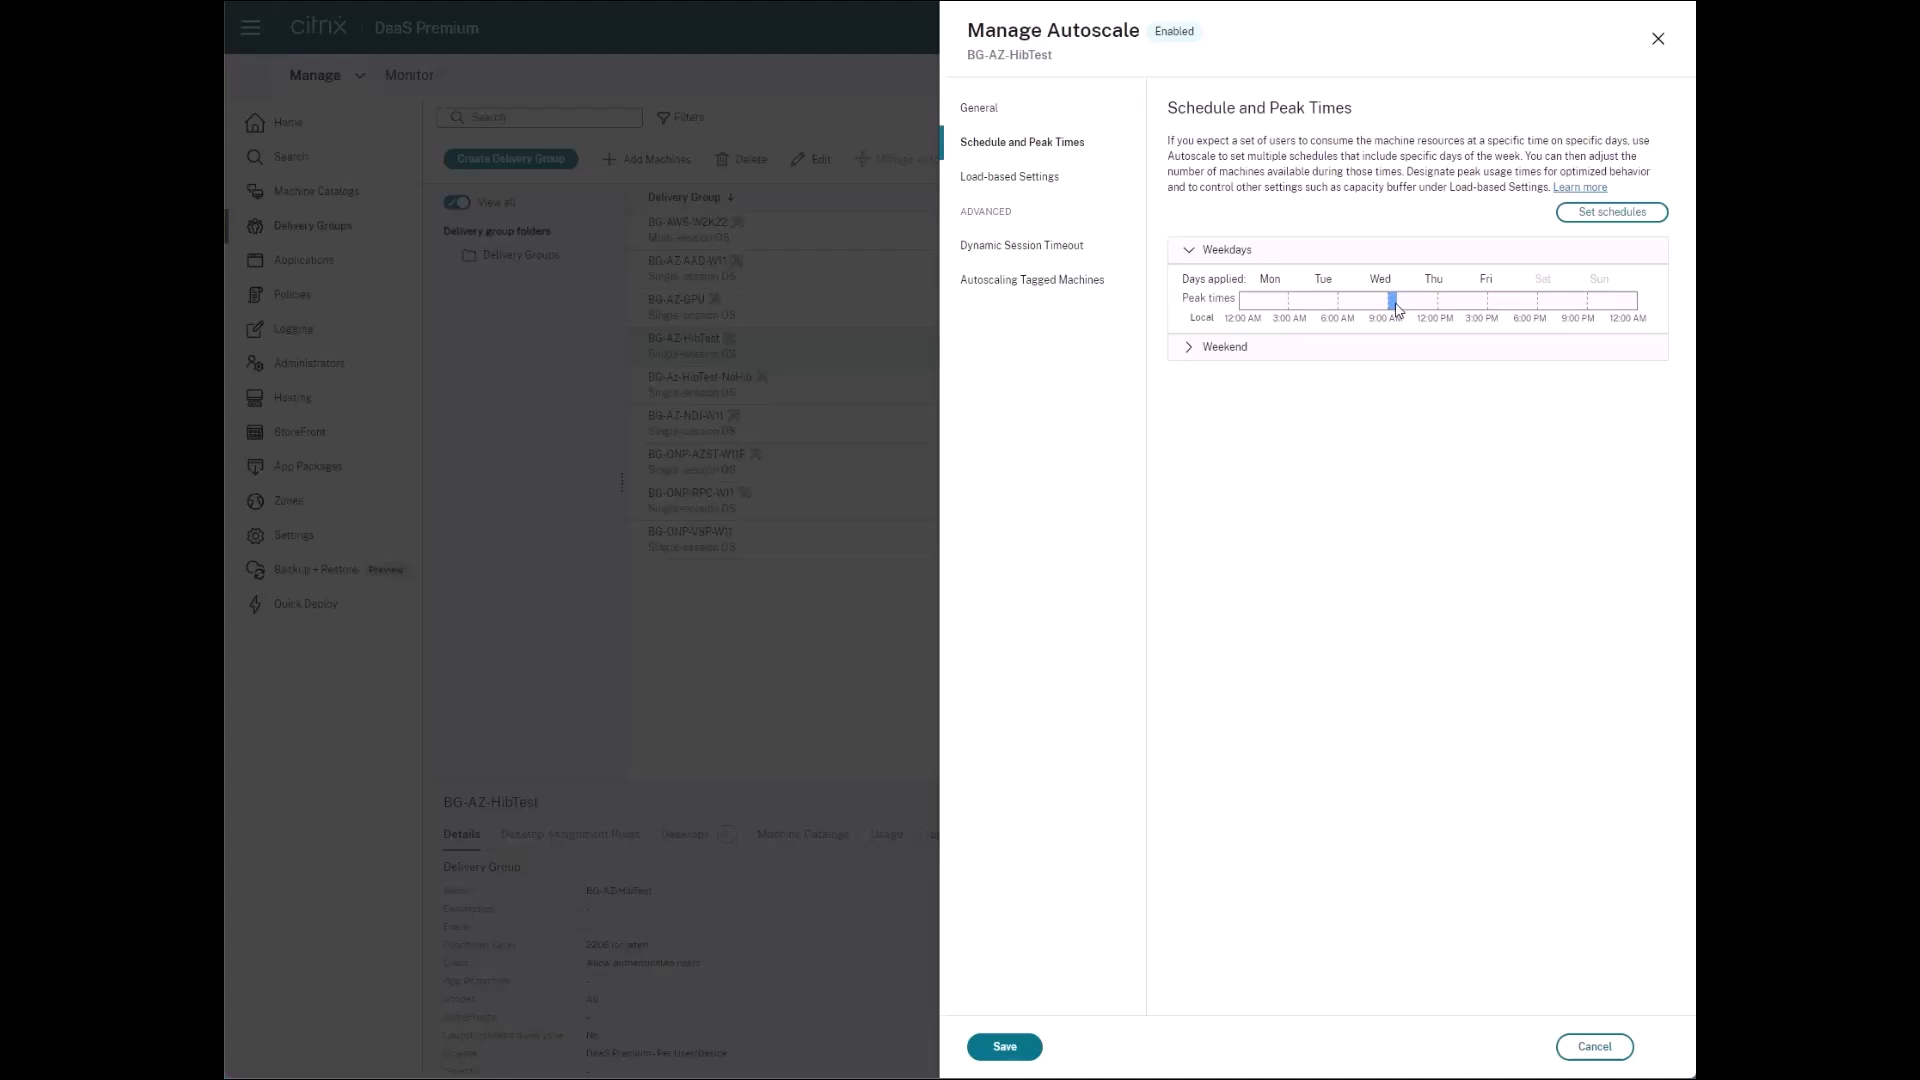 citrix DaaS Premium
Manage Monitor
Home
Search
Machine Catalogs
Delivery Groups
Applications
Policies
Logging
Administrators
Hosting
StoreFront
App Packages
Zones
Settings
Backup + Restore Preview
Quick Deploy
Search Filters
Create Delivery Group Add Machines Delete Edit
View all
Delivery group folders
Delivery Groups
Delivery Group
BG-AWS-W2K22
Multi-session OS
BG-AZ-AAD-W11
Single-session OS
BG-AZ-GPU
Single-session OS
BG-AZ-HibTest
Single-session OS
BG-Az-HibTest-NoHib
Single-session OS
BG-AZ-NDJ-W11
Single-session OS
BG-ONP-AZST-W11F
Single-session OS
BG-ONP-RPC-W11
Single-session OS
BG-ONP-VSP-W11
Single-session OS
BG-AZ-HibTest
Details Desktop Assignment Rules Desktops Machine Catalogs Usage
Delivery Group
BG-AZ-HibTest
Description: -
2206 (or later)
Allow authenticated users
App Protection: -
Scopes: All
StoreFronts: -
No
DaaS Premium - Per User/Device
Manage Autoscale Enabled
BG-AZ-HibTest
General
Schedule and Peak Times
Load-based Settings
ADVANCED
Dynamic Session Timeout
Autoscaling Tagged Machines
Schedule and Peak Times
If you expect a set of users to consume the machine resources at a specific time on specific days, use
Autoscale to set multiple schedules that include specific days of the week. You can then adjust the
number of machines available during those times. Designate peak usage times for optimized behavior
and to control other settings such as capacity buffer under Load-based Settings. Learn more
Set schedules
Weekdays
Days applied: Mon Tue Wed Thu Fri Sat Sun
Peak times
Local 12:00 AM 3:00 AM 6:00 AM 9:00 AM 12:00 PM 3:00 PM 6:00 PM 9:00 PM 12:00 AM
Weekend
Save Cancel